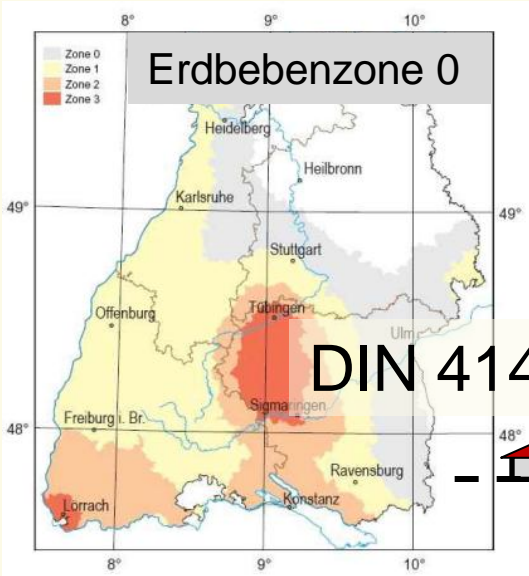 8° 9° 10°
Zone 0
Zone 1
Zone 2
Zone 3
Erdbebenzone 0
Heidelberg
Heilbronn
Karlsruhe
49° 49°
Stuttgart
Tübingen
Offenburg
Ulm
DIN 414
Sigmaringen
Freiburg i. Br.
48° 48°
Ravensburg
Lörrach
Konstanz
8° 9° 10°